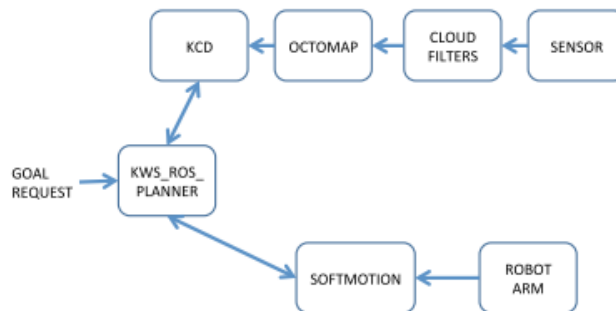 KCD
OCTOMAP
CLOUD
FILTERS
SENSOR
GOAL
REQUEST
KWS_ROS_
PLANNER
SOFTMOTION
ROBOT
ARM